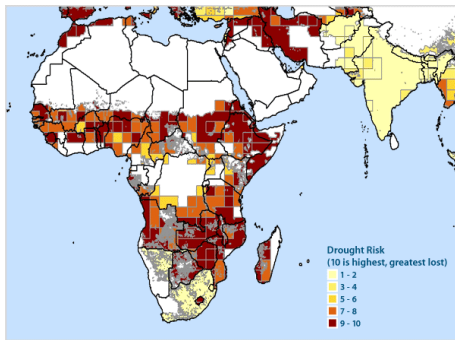 Drought Risk
(10 is highest, greatest lost)
1 - 2
3 - 4
5 - 6
7 - 8
9 - 10